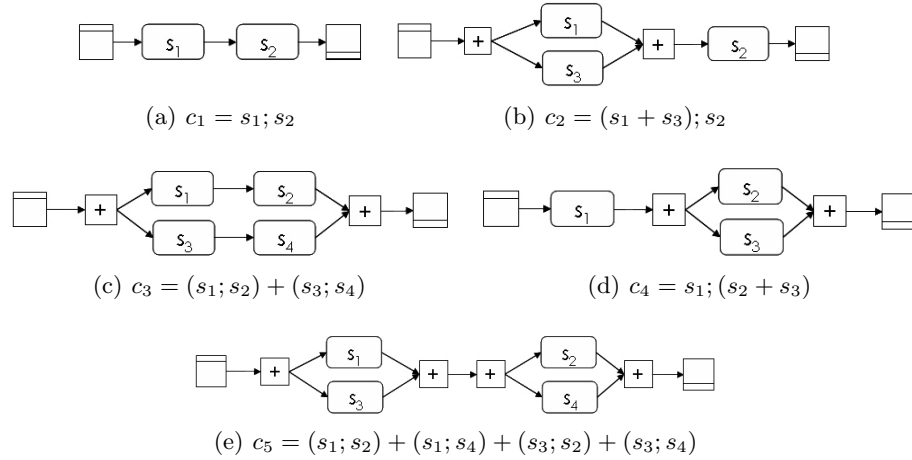 s₁ s₂
(a) c₁ = s₁; s₂
+ s₁ s₃ + s₂
(b) c₂ = (s₁ + s₃); s₂
+ s₁ s₂ s₃ s₄ +
(c) c₃ = (s₁; s₂) + (s₃; s₄)
s₁ + s₂ s₃ +
(d) c₄ = s₁; (s₂ + s₃)
+ s₁ s₃ + + s₂ s₄ +
(e) c₅ = (s₁; s₂) + (s₁; s₄) + (s₃; s₂) + (s₃; s₄)